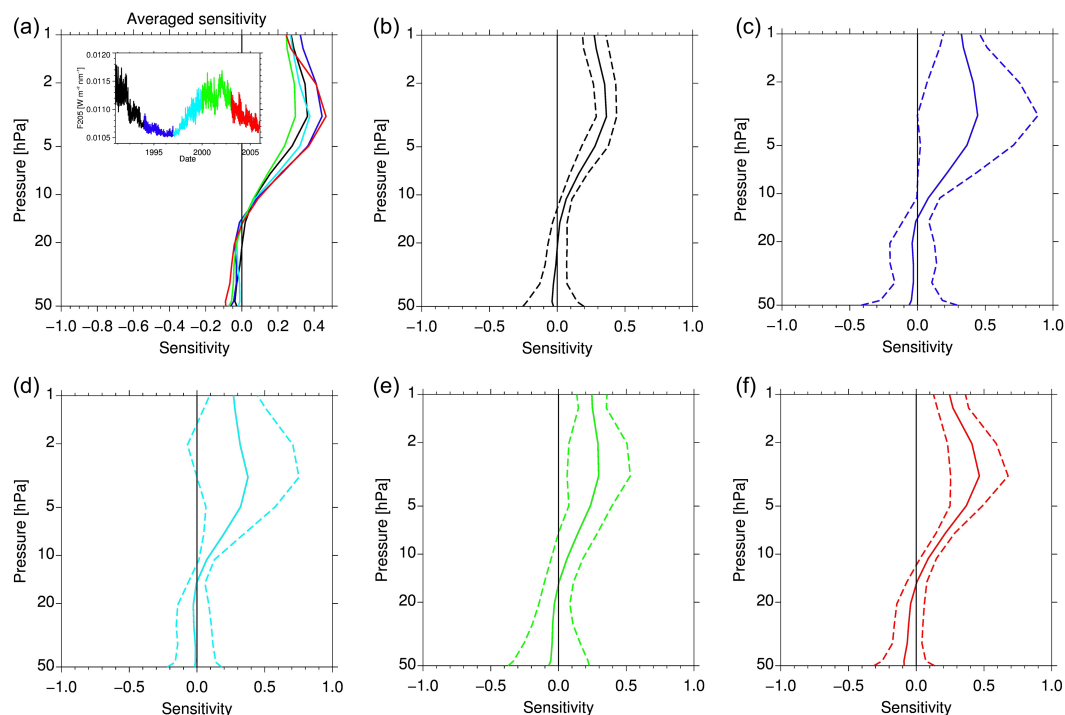 (a) Averaged sensitivity
1
2
5
10
20
50
Pressure [hPa]
−1.0 −0.8 −0.6 −0.4 −0.2 0.0 0.2 0.4
Sensitivity
0.0120
0.0115
0.0110
0.0105
F205 [W m⁻² nm⁻¹]
1995 2000 2005
Date
(b)
1
2
5
10
20
50
Pressure [hPa]
−1.0 −0.5 0.0 0.5 1.0
Sensitivity
(c)
1
2
5
10
20
50
Pressure [hPa]
−1.0 −0.5 0.0 0.5 1.0
Sensitivity
(d)
1
2
5
10
20
50
Pressure [hPa]
−1.0 −0.5 0.0 0.5 1.0
Sensitivity
(e)
1
2
5
10
20
50
Pressure [hPa]
−1.0 −0.5 0.0 0.5 1.0
Sensitivity
(f)
1
2
5
10
20
50
Pressure [hPa]
−1.0 −0.5 0.0 0.5 1.0
Sensitivity